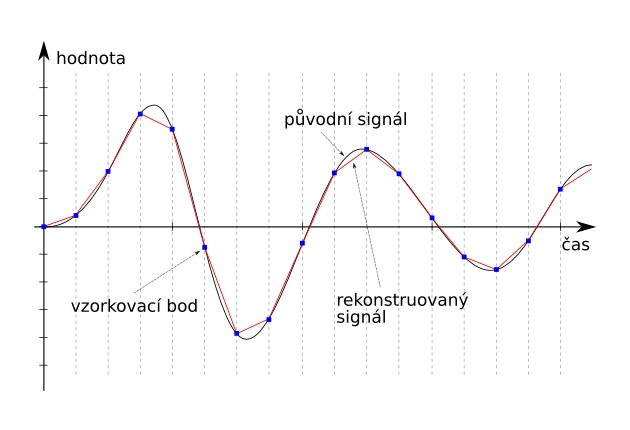 hodnota
původní signál
čas
vzorkovací bod
rekonstruovaný
signál